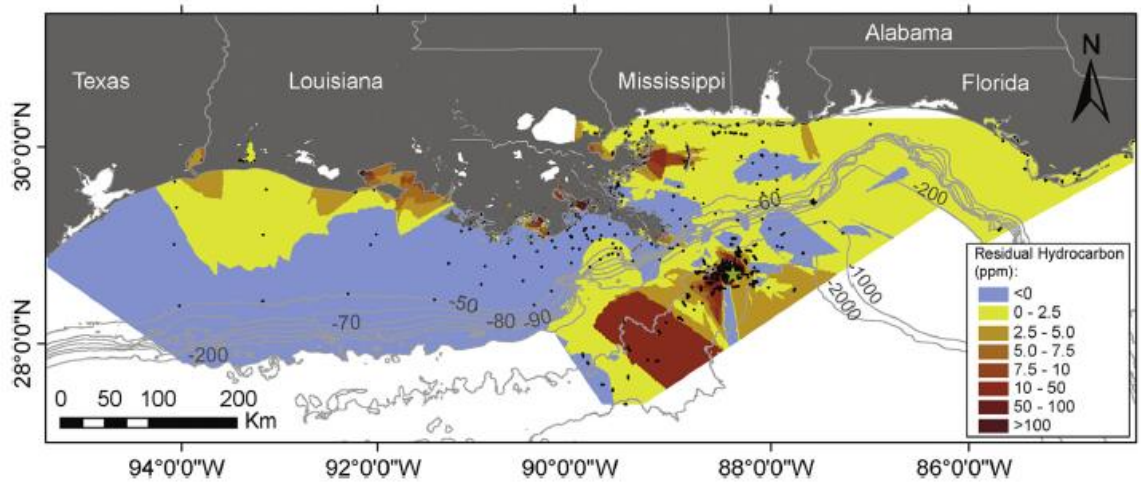 Alabama
N
Texas
Louisiana
Mississippi
Florida
30°0'0"N
28°0'0"N
-60
-200
-50
-70
-80
-90
-200
-1000
-2000
Residual Hydrocarbon
(ppm):
<0
0 - 2.5
2.5 - 5.0
5.0 - 7.5
7.5 - 10
10 - 50
50 - 100
>100
0 50 100 200
Km
94°0'0"W
92°0'0"W
90°0'0"W
88°0'0"W
86°0'0"W